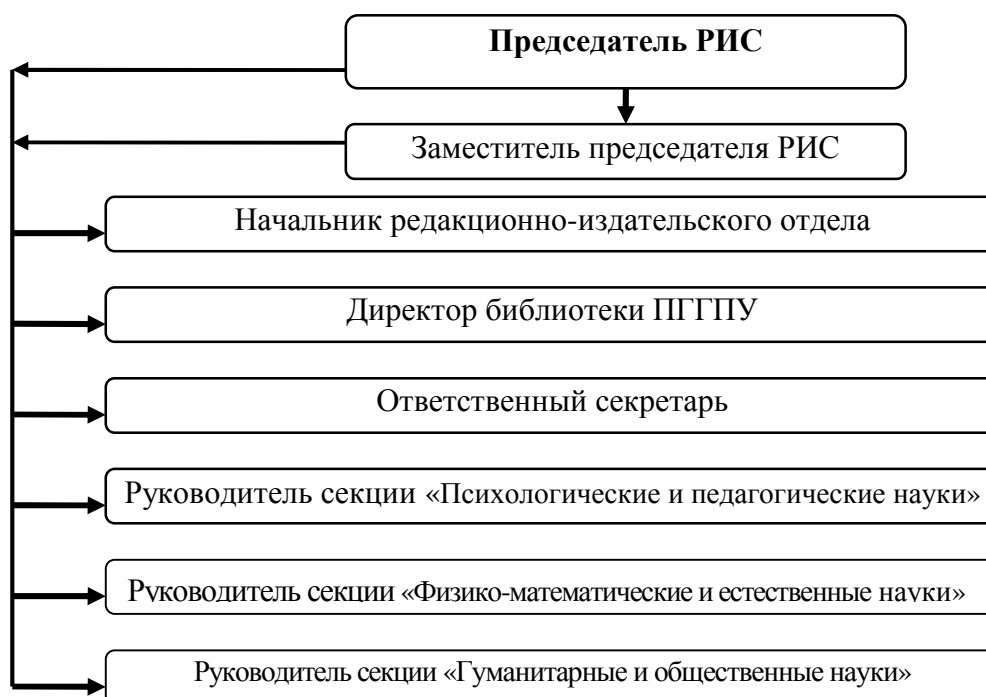 Председатель РИС
Заместитель председателя РИС
Начальник редакционно-издательского отдела
Директор библиотеки ПГГПУ
Ответственный секретарь
Руководитель секции «Психологические и педагогические науки»
Руководитель секции «Физико-математические и естественные науки»
Руководитель секции «Гуманитарные и общественные науки»